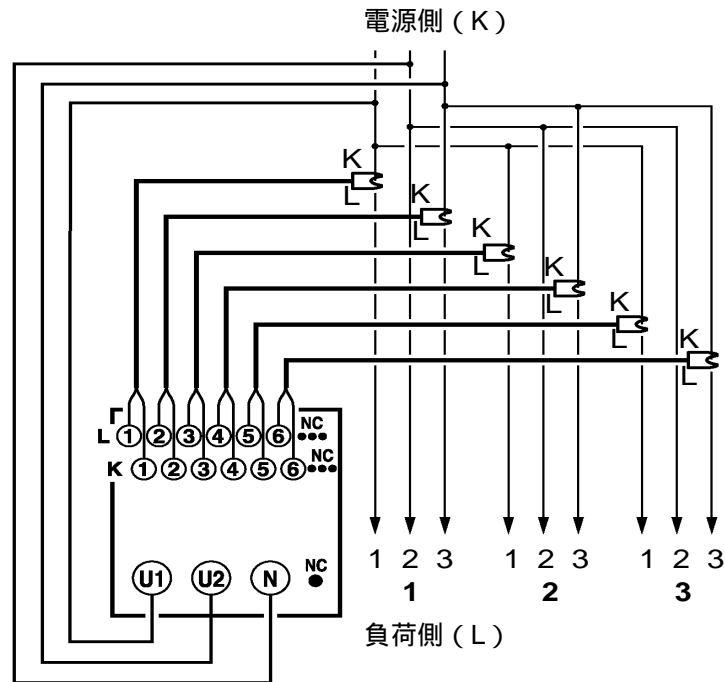 電源側（K）
K
L
K
L
K
L
K
L
K
L
K
L
L 1 2 3 4 5 6 NC
K 1 2 3 4 5 6 NC
U1 U2 N NC
1 2 3 1 2 3 1 2 3
1 2 3
負荷側（L）